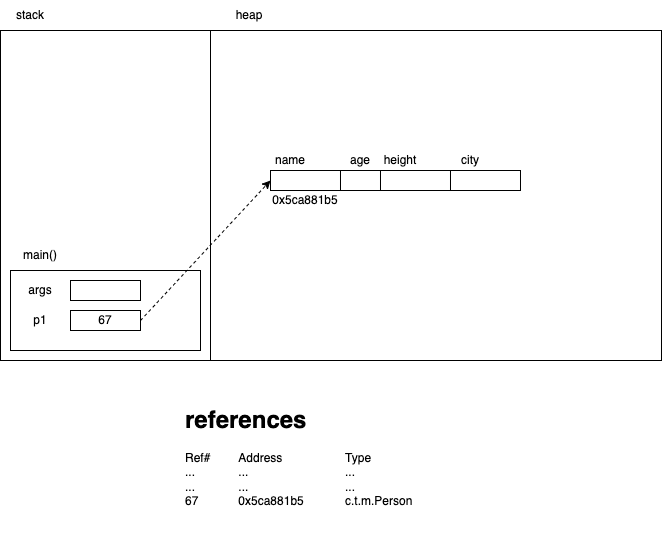 stack heap
name age height city
0x5ca881b5
main()
args
p1 67
references
Ref# Address Type
... ... ...
... ... ...
67 0x5ca881b5 c.t.m.Person